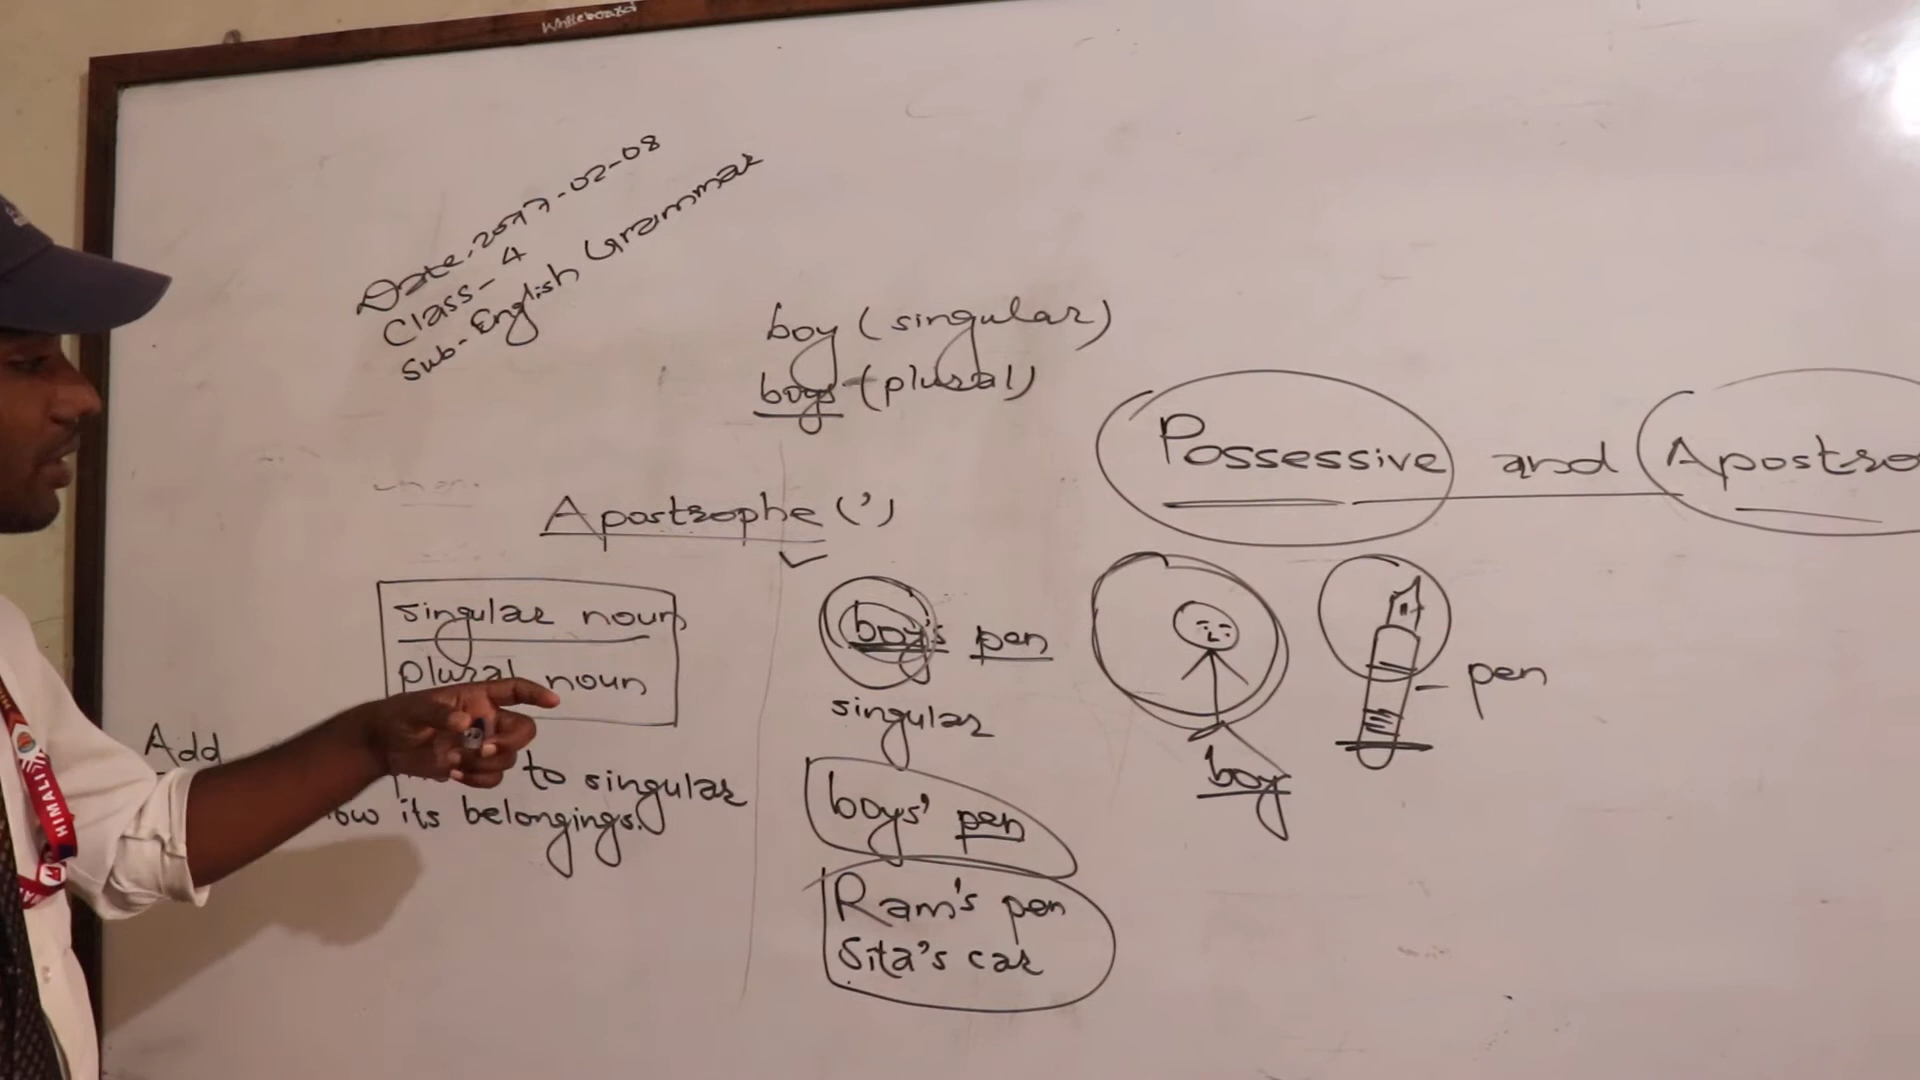 Whiteboard
Date. 2077-02-08
Class- 4
Sub- English Grammar
boy (singular)
boys (plural)
Possessive and Apostro
Apostrophe (')
singular noun
plural noun
Add
to singular
its belongings.
boy's pen
singular
boys' pen
Ram's pen
Sita's car
boy
pen
HIMALI